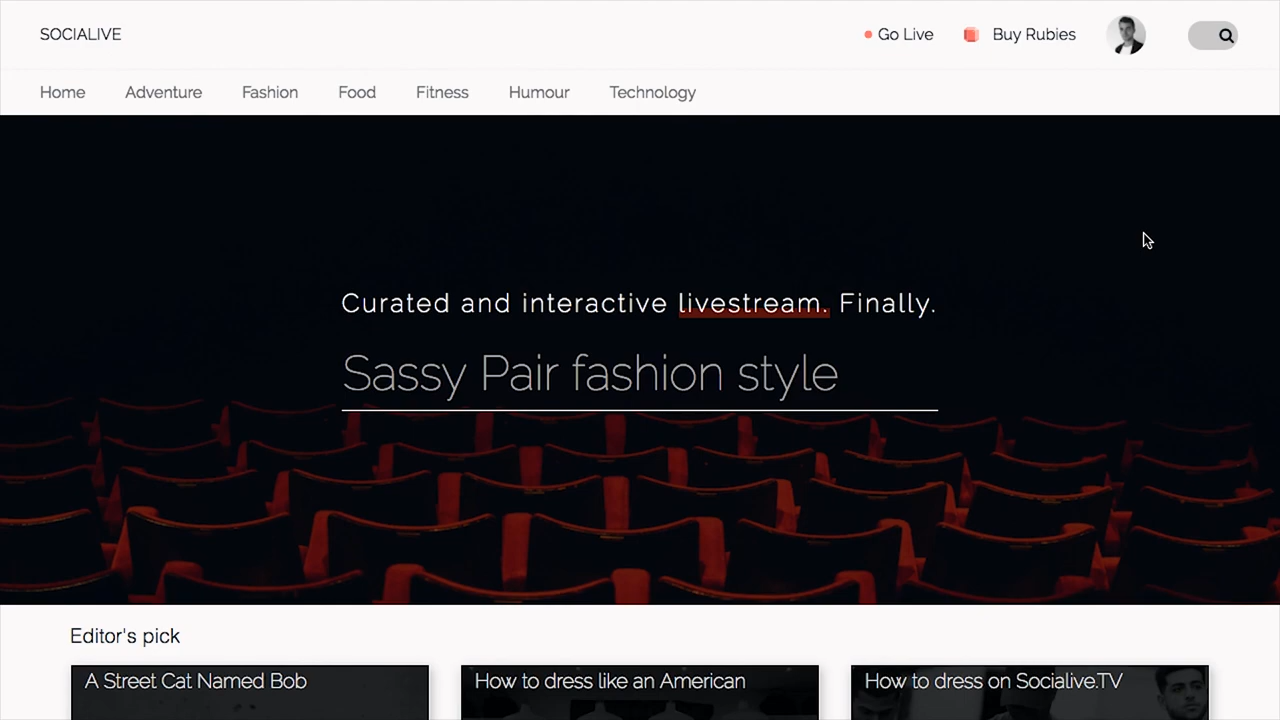 SOCIALIVE
Go Live
Buy Rubies
Home
Adventure
Fashion
Food
Fitness
Humour
Technology
Curated and interactive livestream. Finally.
Sassy Pair fashion style
Editor's pick
A Street Cat Named Bob
How to dress like an American
How to dress on Socialive.TV